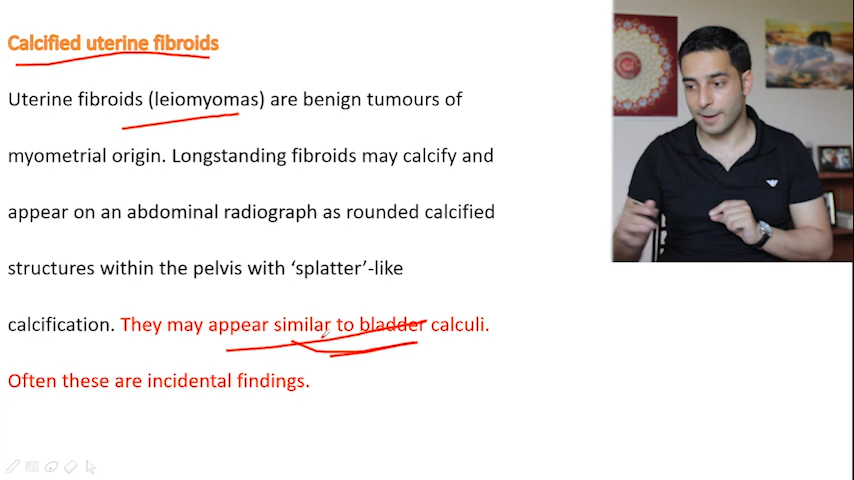 Calcified uterine fibroids
Uterine fibroids (leiomyomas) are benign tumours of
myometrial origin. Longstanding fibroids may calcify and
appear on an abdominal radiograph as rounded calcified
structures within the pelvis with ‘splatter’-like
calcification. They may appear similar to bladder calculi.
Often these are incidental findings.